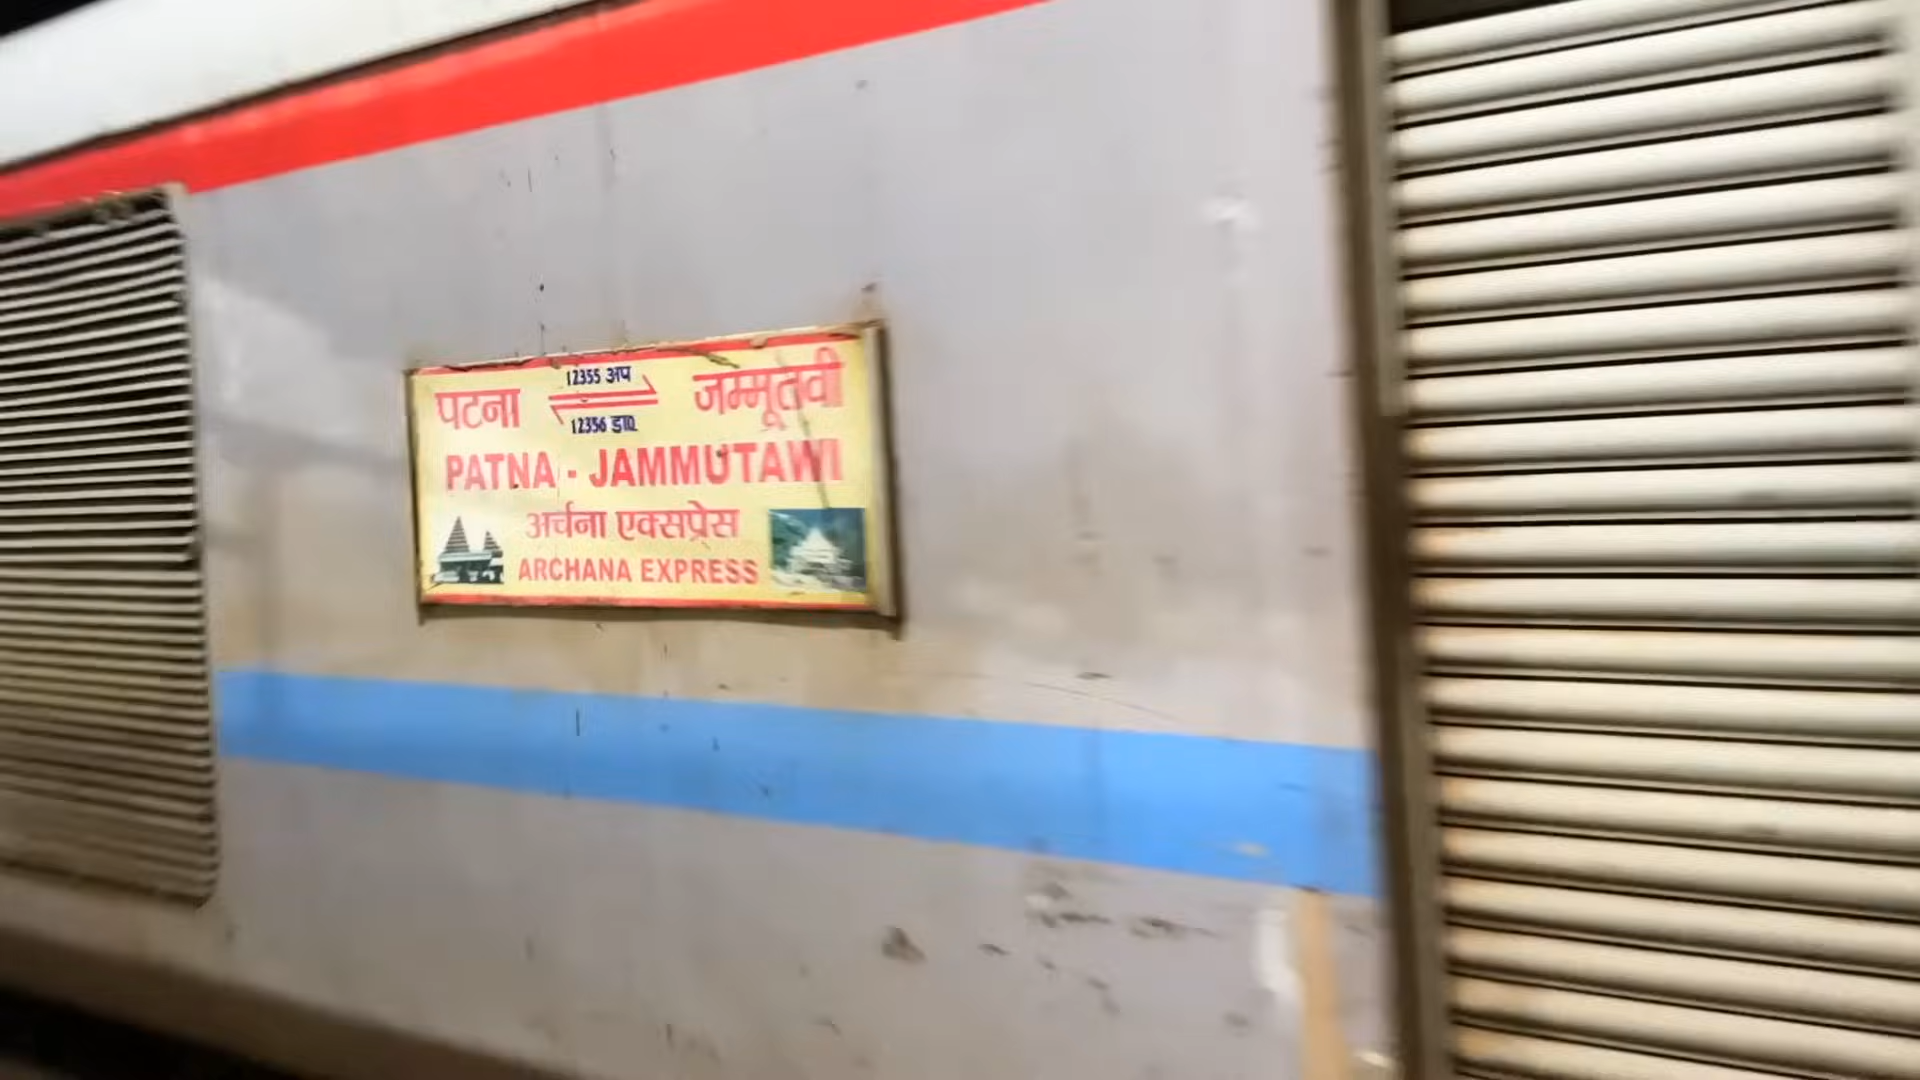 12355 अप
पटना जम्मूतवी
12356 डाउ
PATNA - JAMMUTAWI
अर्चना एक्सप्रेस
ARCHANA EXPRESS